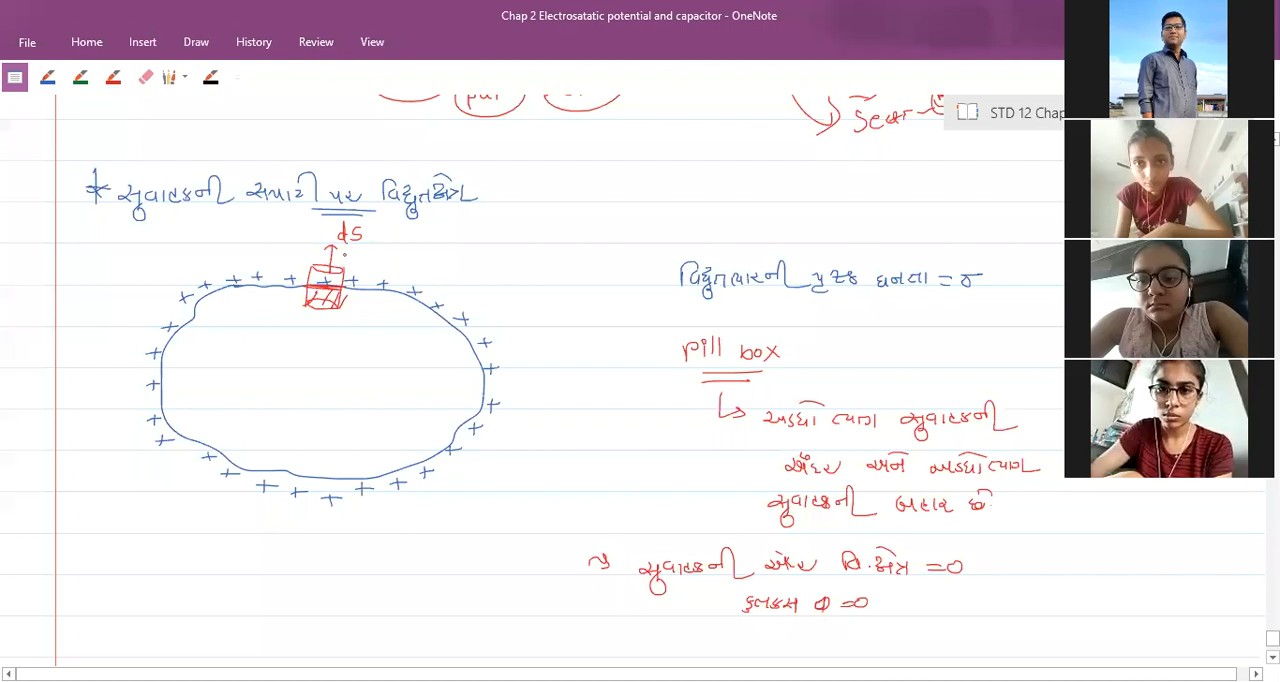 Chap 2 Electrosatatic potential and capacitor - OneNote
File Home Insert Draw History Review View
STD 12 Chap
* સુવાહકની સપાટી પર વિદ્યુતક્ષેત્ર
ds
વિદ્યુતભારની પૃષ્ઠ ઘનતા = σ
pill box
અડધો ભાગ સુવાહકની
અંદર અને અડધો ભાગ
સુવાહકની બહાર છે
સુવાહકની અંદર વિ.ક્ષેત્ર = 0
ફ્લક્સ φ = 0